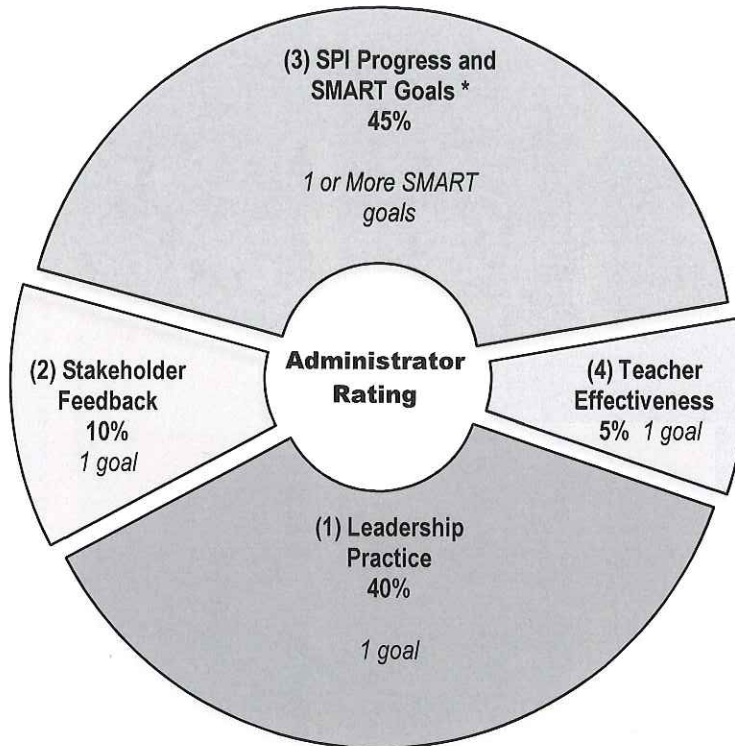 (3) SPI Progress and
SMART Goals *
45%
1 or More SMART
goals
(2) Stakeholder
Feedback
10%
1 goal
Administrator
Rating
(4) Teacher
Effectiveness
5% 1 goal
(1) Leadership
Practice
40%
1 goal